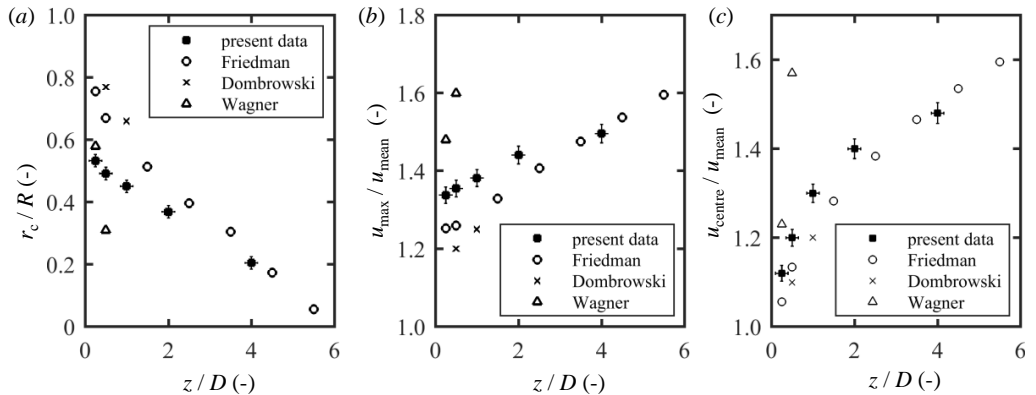 (a)
1.0
0.8
0.6
0.4
0.2
0
0
2
4
6
r_c / R (-)
z / D (-)
present data
Friedman
Dombrowski
Wagner
(b)
1.8
1.6
1.4
1.2
1.0
0
2
4
6
u_max / u_mean (-)
z / D (-)
present data
Friedman
Dombrowski
Wagner
(c)
1.6
1.4
1.2
1.0
0
2
4
6
u_centre / u_mean (-)
z / D (-)
present data
Friedman
Dombrowski
Wagner